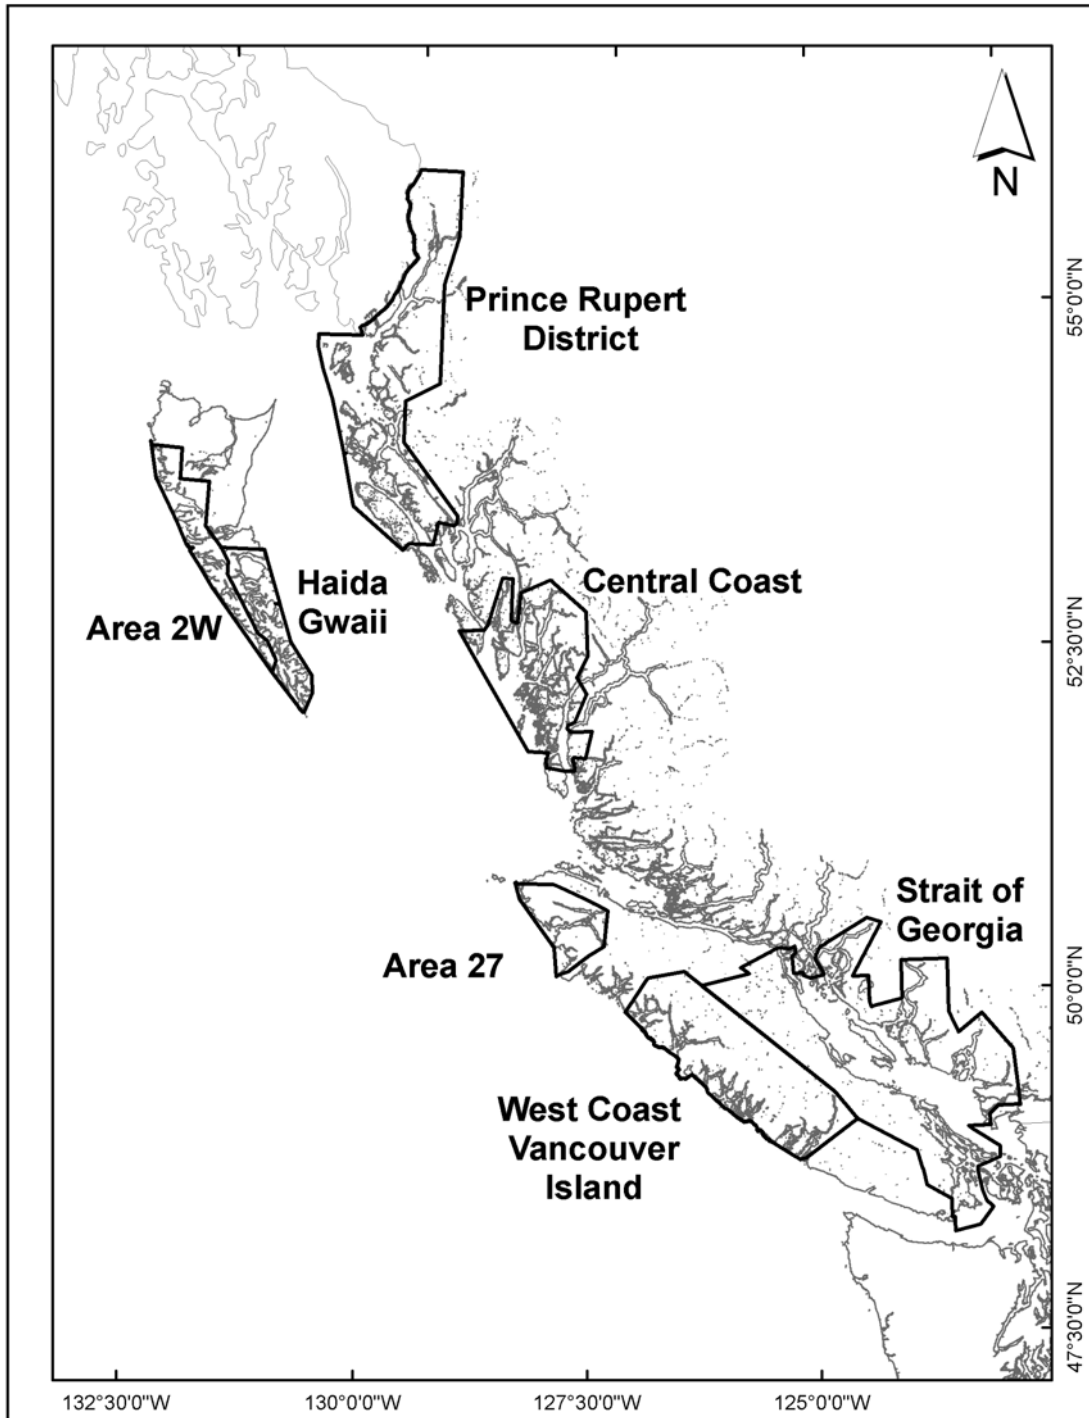 N
55°0'0"N
Prince Rupert
District
Haida
Gwaii
Central Coast
Area 2W
52°30'0"N
Strait of
Georgia
Area 27
50°0'0"N
West Coast
Vancouver
Island
47°30'0"N
132°30'0"W
130°0'0"W
127°30'0"W
125°0'0"W